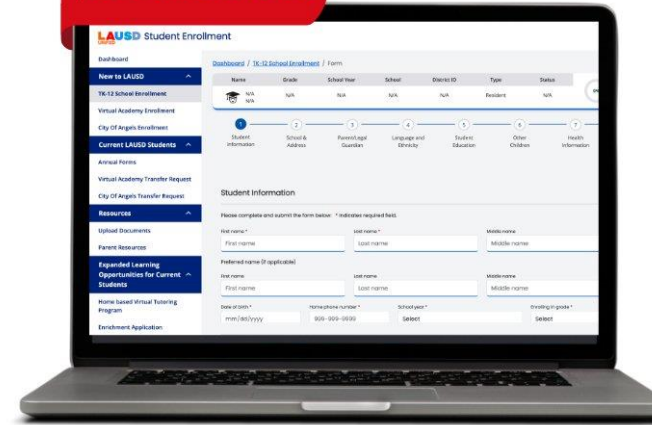 LAUSD Student Enrollment
UNIFIED
Dashboard
New to LAUSD
TK-12 School Enrollment
Virtual Academy Enrollment
City Of Angels Enrollment
Current LAUSD Students
Annual Forms
Virtual Academy Transfer Request
City Of Angels Transfer Request
Resources
Upload Documents
Parent Resources
Expanded Learning
Opportunities for Current
Students
Home based Virtual Tutoring
Program
Enrichment Application
Dashboard / TK-12 School Enrollment / Form
Name Grade School Year School District ID Type Status
N/A N/A N/A N/A N/A Resident N/A
N/A
1 2 3 4 5 6 7
Student Information
School & Address
Parent/Legal Guardian
Language and Ethnicity
Student Education
Other Children
Health Information
Student Information
Please complete and submit the form below. * indicates required field.
First name * Last name * Middle name
First name Last name Middle name
Preferred name (if applicable)
First name Last name Middle name
First name Last name Middle name
Date of birth * Home phone number * School year * Enrolling in grade *
mm/dd/yyyy 999-999-9999 Select Select